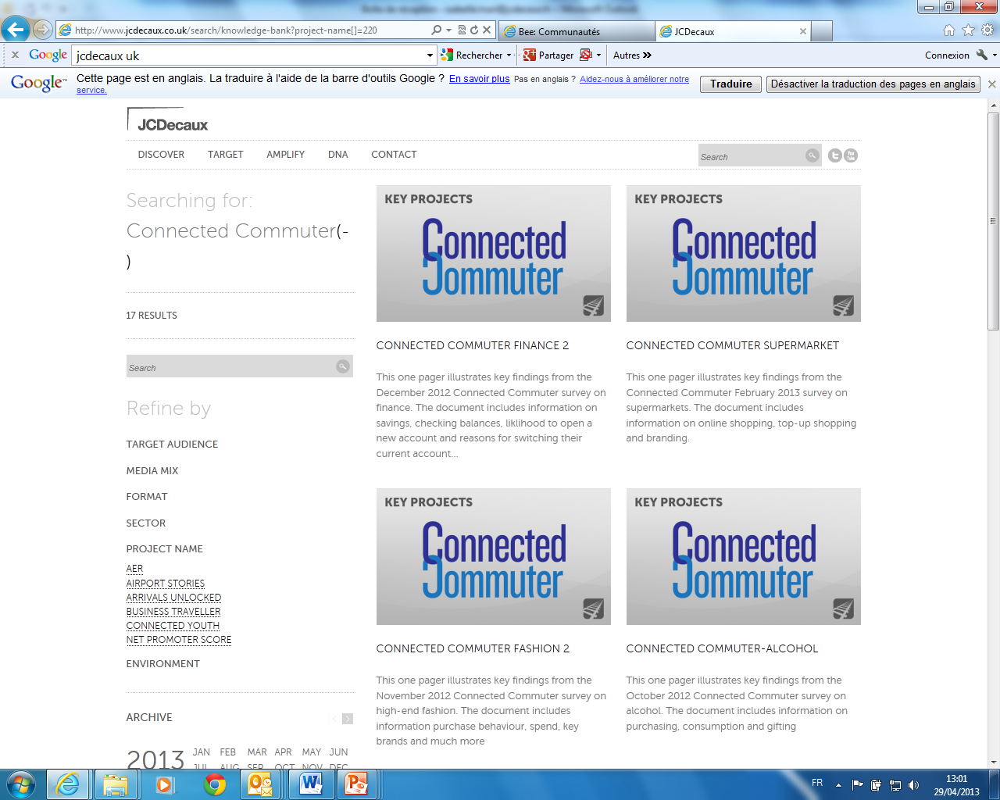 http://www.jcdecaux.co.uk/search/knowledge-bank?project-name[]=220
Bee: Communautés
JCDecaux
Google
jcdecaux uk
Rechercher
Partager
Autres
Connexion
Google™
Cette page est en anglais. La traduire à l'aide de la barre d'outils Google ? En savoir plus Pas en anglais ? Aidez-nous à améliorer notre
service.
Traduire
Désactiver la traduction des pages en anglais
JCDecaux
DISCOVER TARGET AMPLIFY DNA CONTACT
Search
You Tube
Searching for:
Connected Commuter(-
)
17 RESULTS
Search
Refine by
TARGET AUDIENCE
MEDIA MIX
FORMAT
SECTOR
PROJECT NAME
AER
AIRPORT STORIES
ARRIVALS UNLOCKED
BUSINESS TRAVELLER
CONNECTED YOUTH
NET PROMOTER SCORE
ENVIRONMENT
ARCHIVE
2013
JAN FEB MAR APR MAY JUN
JUL AUG SEP OCT NOV DEC
KEY PROJECTS
Connected
Commuter
CONNECTED COMMUTER FINANCE 2
This one pager illustrates key findings from the
December 2012 Connected Commuter survey on
finance. The document includes information on
savings, checking balances, liklihood to open a
new account and reasons for switching their
current account...
KEY PROJECTS
Connected
Commuter
CONNECTED COMMUTER SUPERMARKET
This one pager illustrates key findings from the
Connected Commuter February 2013 survey on
supermarkets. The document includes
information on online shopping, top-up shopping
and branding.
KEY PROJECTS
Connected
Commuter
CONNECTED COMMUTER FASHION 2
This one pager illustrates key findings from the
November 2012 Connected Commuter survey on
high-end fashion. The document includes
information purchase behaviour, spend, key
brands and much more
KEY PROJECTS
Connected
Commuter
CONNECTED COMMUTER-ALCOHOL
This one pager illustrates key findings from the
October 2012 Connected Commuter survey on
alcohol. The document includes information on
purchasing, consumption and gifting
FR
13:01
29/04/2013